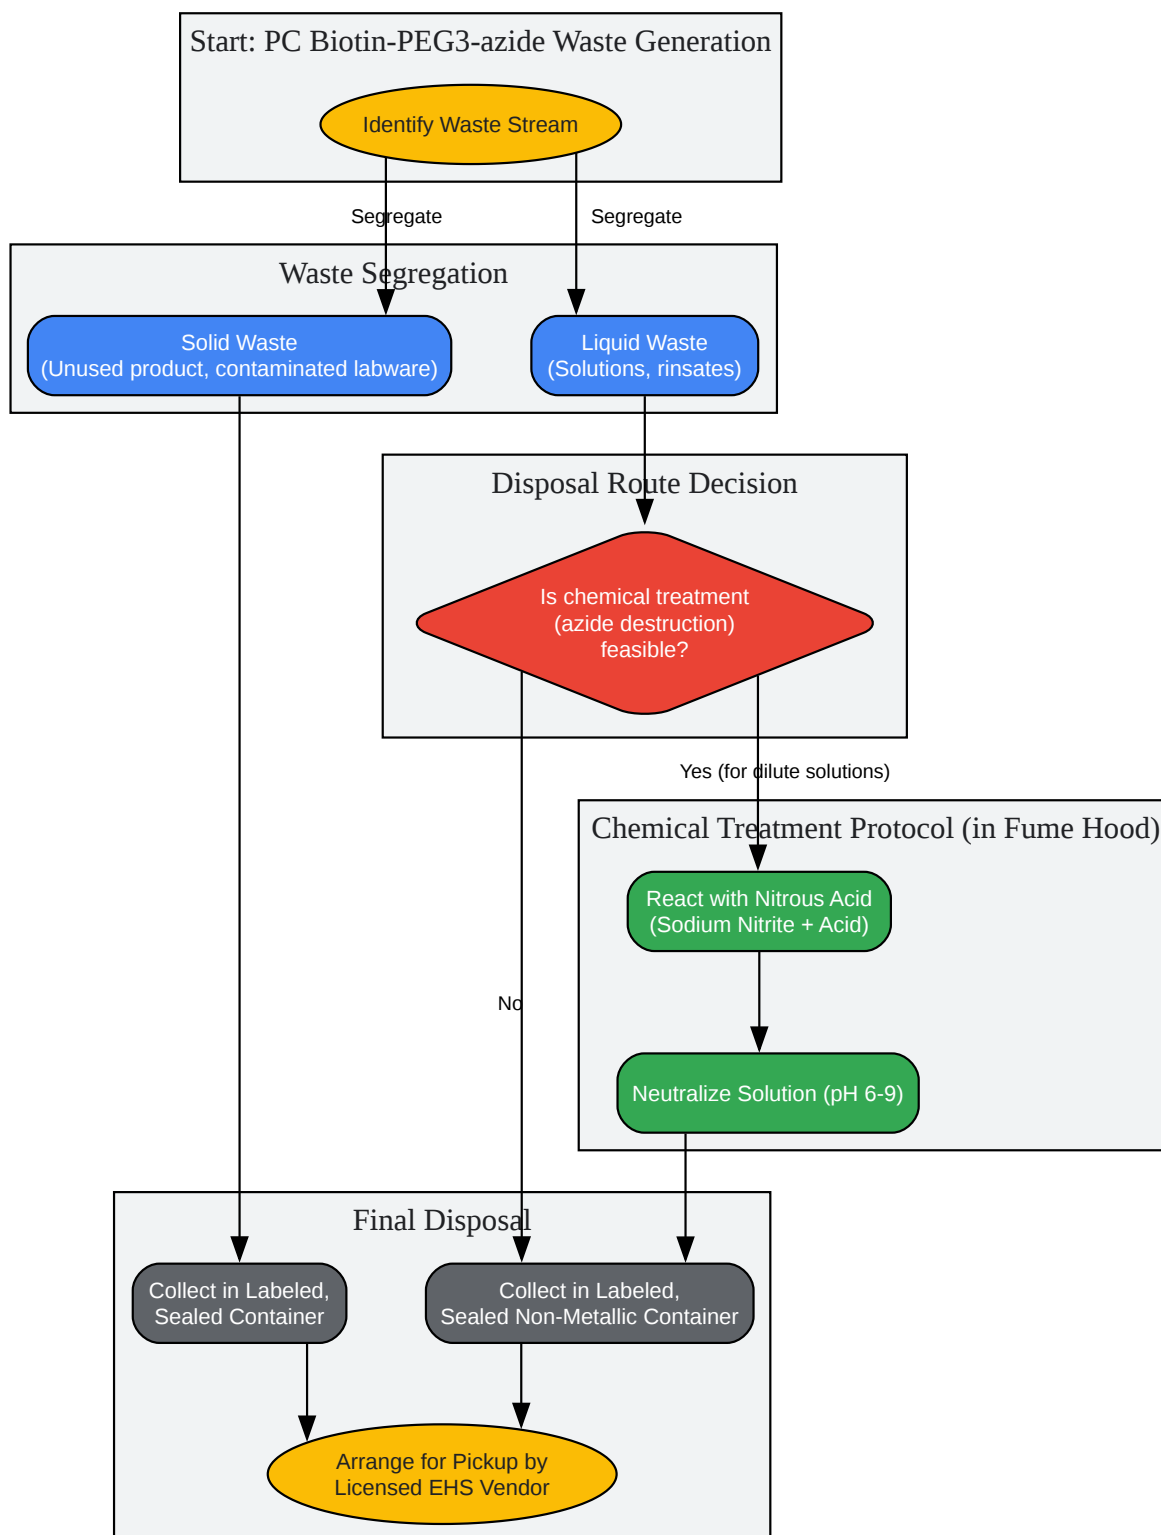 Start: PC Biotin-PEG3-azide Waste Generation
Identify Waste Stream
Segregate
Segregate
Waste Segregation
Solid Waste
(Unused product, contaminated labware)
Liquid Waste
(Solutions, rinsates)
Disposal Route Decision
Is chemical treatment
(azide destruction)
feasible?
Yes (for dilute solutions)
Chemical Treatment Protocol (in Fume Hood)
React with Nitrous Acid
(Sodium Nitrite + Acid)
No
Neutralize Solution (pH 6-9)
Final Disposal
Collect in Labeled,
Sealed Container
Collect in Labeled,
Sealed Non-Metallic Container
Arrange for Pickup by
Licensed EHS Vendor